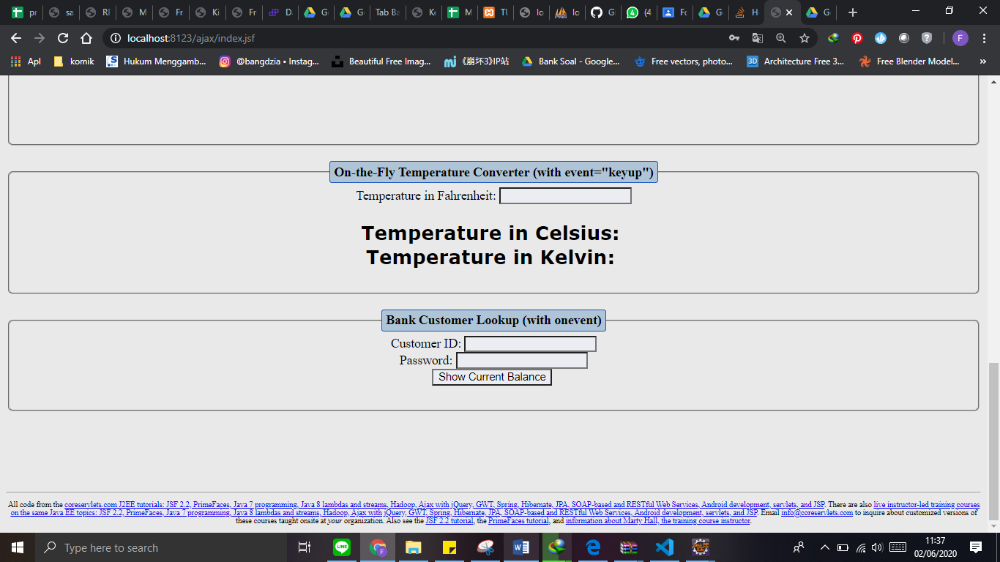 pr sa RI M Fr Ki Fr D G G Tab Ba Ke M TU lo lo G (4 Fo G H G
localhost:8123/ajax/index.jsf
F
Apl komik Hukum Menggamb... @bangdzia • Instag... Beautiful Free Imag... 《崩坏3》IP站 Bank Soal - Google... Free vectors, photo... 3D Architecture Free 3... Free Blender Model... »
On-the-Fly Temperature Converter (with event="keyup")
Temperature in Fahrenheit:
Temperature in Celsius:
Temperature in Kelvin:
Bank Customer Lookup (with onevent)
Customer ID:
Password:
Show Current Balance
All code from the coreservlets.com J2EE tutorials: JSF 2.2, PrimeFaces, Java 7 programming, Java 8 lambdas and streams, Hadoop, Ajax with jQuery, GWT, Spring, Hibernate, JPA, SOAP-based and RESTful Web Services, Android development, servlets, and JSP. There are also live instructor-led training courses
on the same Java EE topics: JSF 2.2, PrimeFaces, Java 7 programming, Java 8 lambdas and streams, Hadoop, Ajax with jQuery, GWT, Spring, Hibernate, JPA, SOAP-based and RESTful Web Services, Android development, servlets, and JSP. Email info@coreservlets.com to inquire about customized versions of
these courses taught onsite at your organization. Also see the JSF 2.2 tutorial, the PrimeFaces tutorial, and information about Marty Hall, the training course instructor.
Type here to search
11:37
02/06/2020